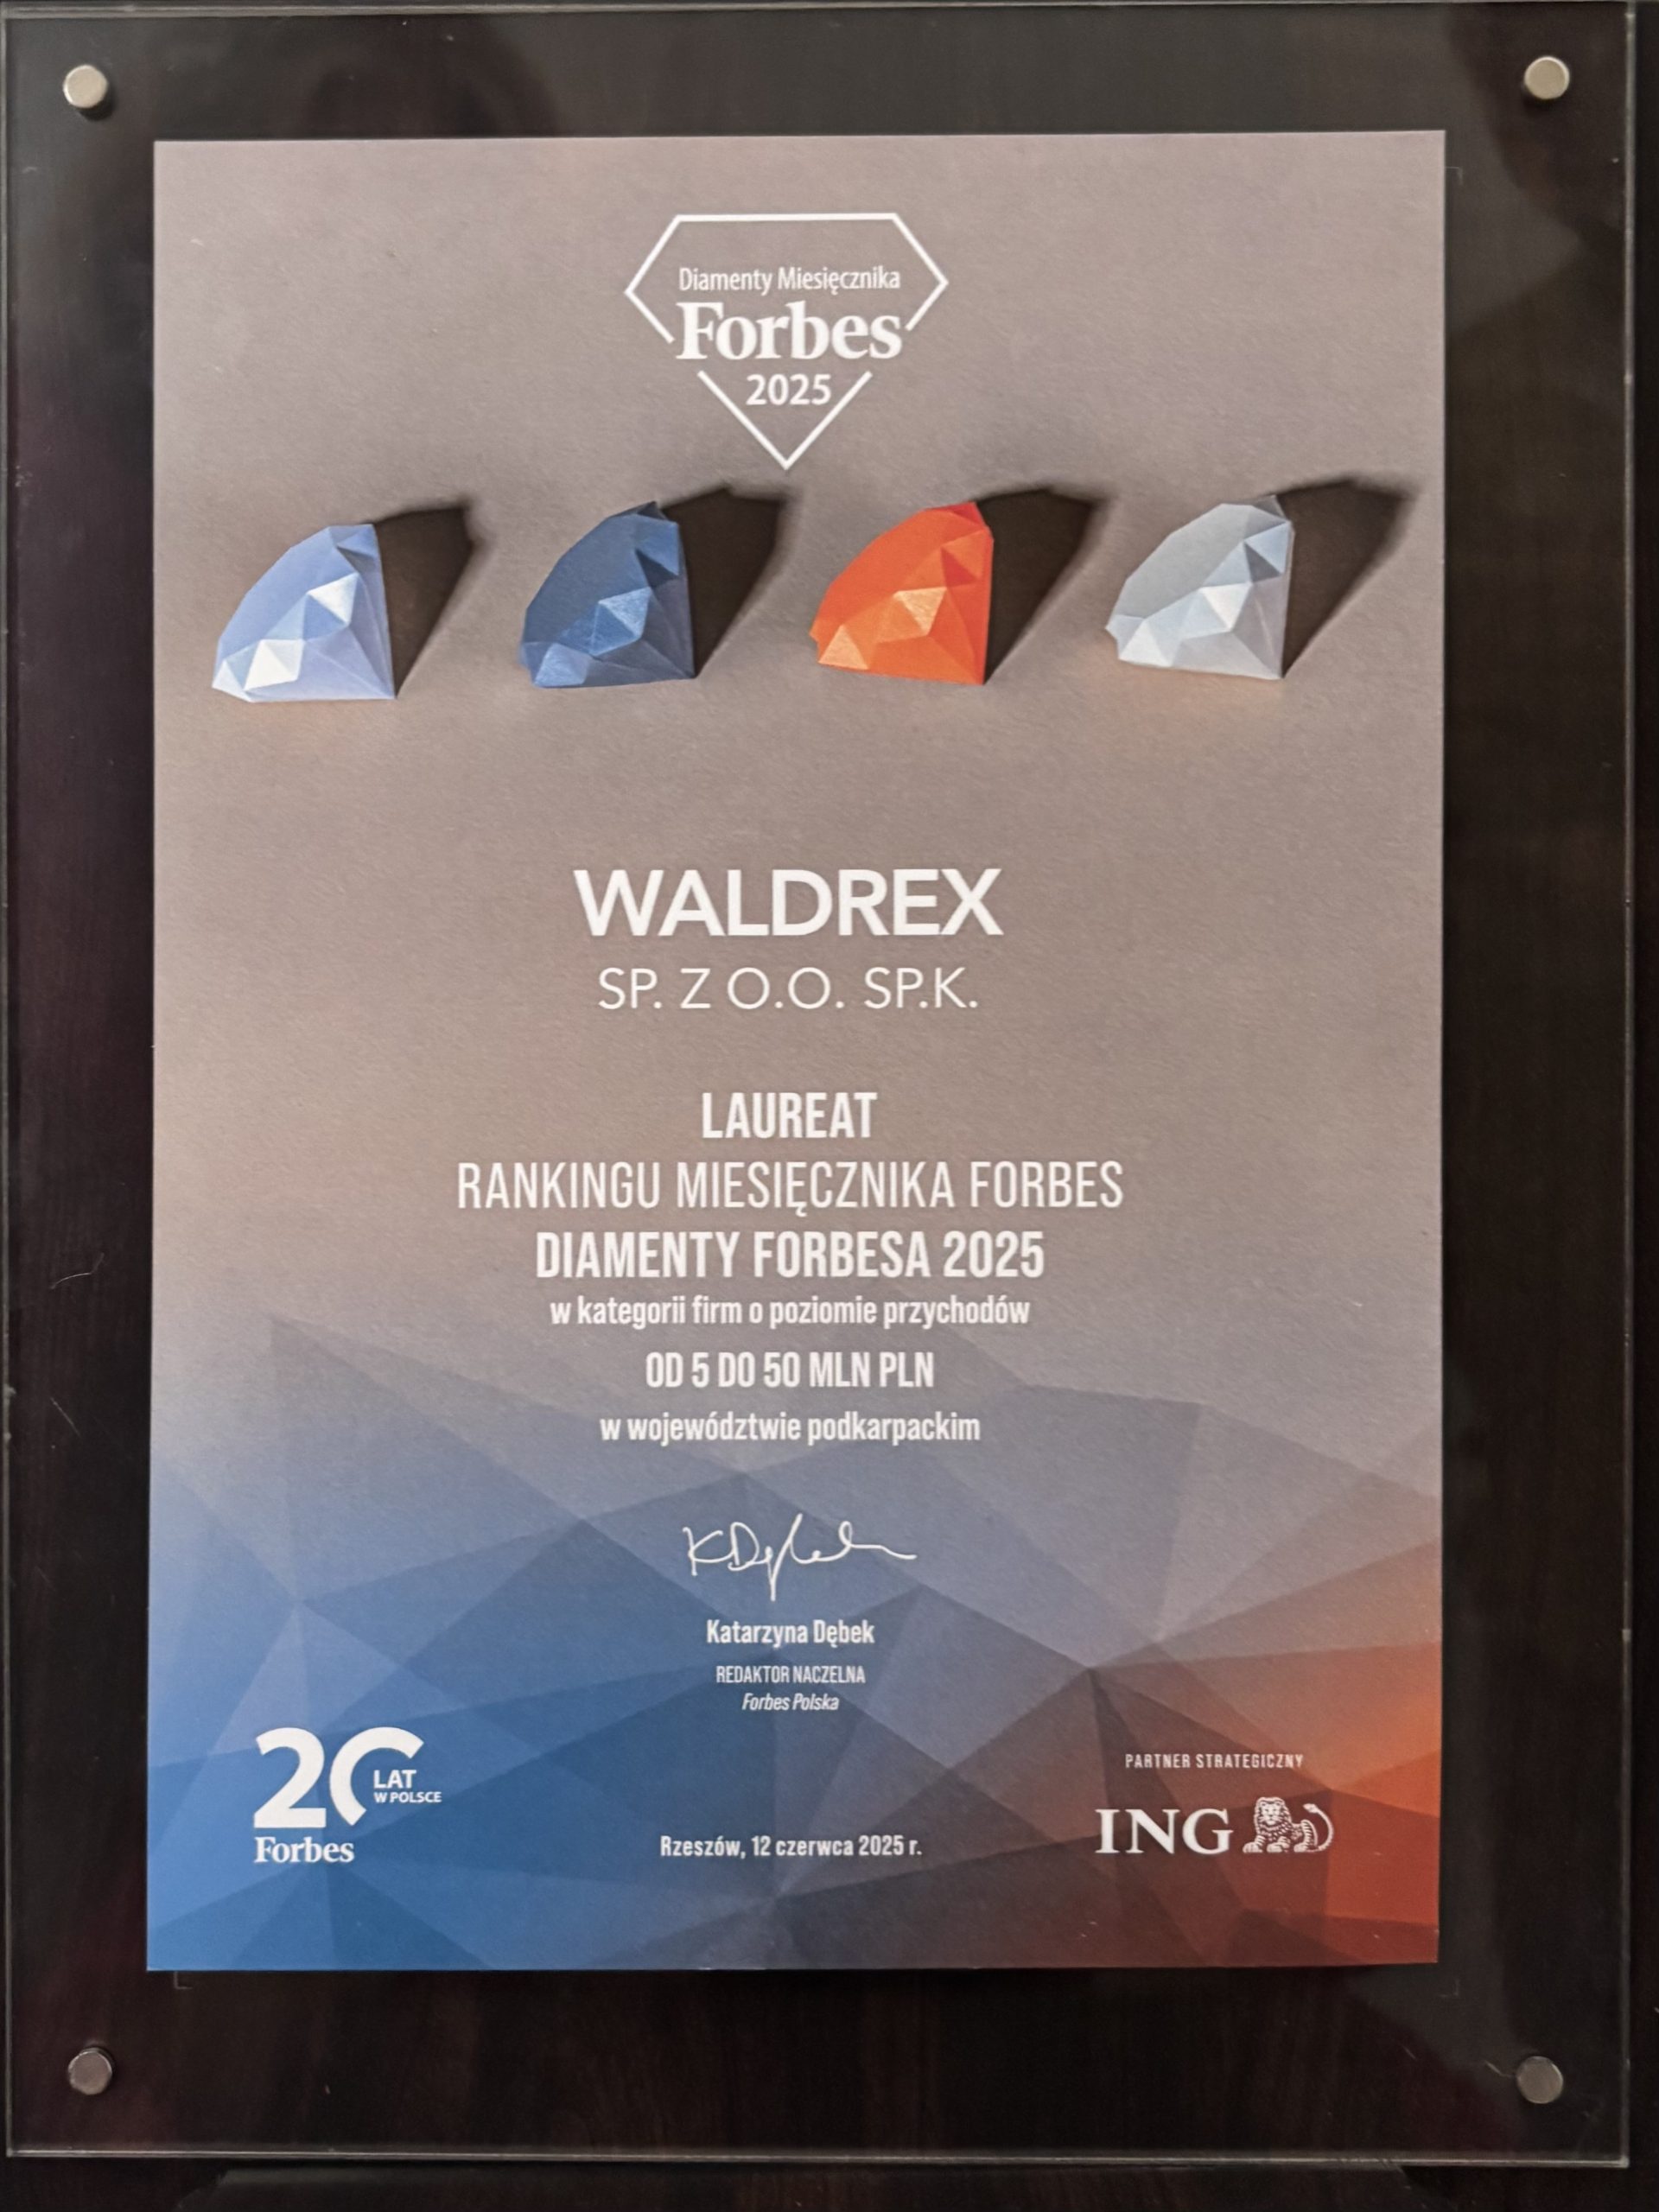 Diamenty Miesięcznika
Forbes
2025
WALDREX
SP. Z O.O. SP.K.
LAUREAT
RANKINGU MIESIĘCZNIKA FORBES
DIAMENTY FORBESA 2025
w kategorii firm o poziomie przychodów
OD 5 DO 50 MLN PLN
w województwie podkarpackim
KDębek
Katarzyna Dębek
REDAKTOR NACZELNA
Forbes Polska
20 LAT
W POLSCE
Forbes
Rzeszów, 12 czerwca 2025 r.
PARTNER STRATEGICZNY
ING